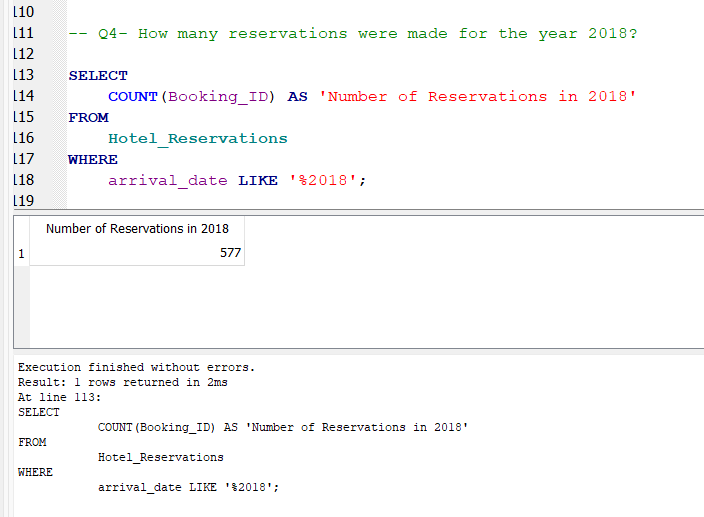 110
111 -- Q4- How many reservations were made for the year 2018?
112
113 SELECT
114 COUNT(Booking_ID) AS 'Number of Reservations in 2018'
115 FROM
116 Hotel_Reservations
117 WHERE
118 arrival_date LIKE '%2018';
119
Number of Reservations in 2018
1 577
Execution finished without errors.
Result: 1 rows returned in 2ms
At line 113:
SELECT
COUNT(Booking_ID) AS 'Number of Reservations in 2018'
FROM
Hotel_Reservations
WHERE
arrival_date LIKE '%2018';